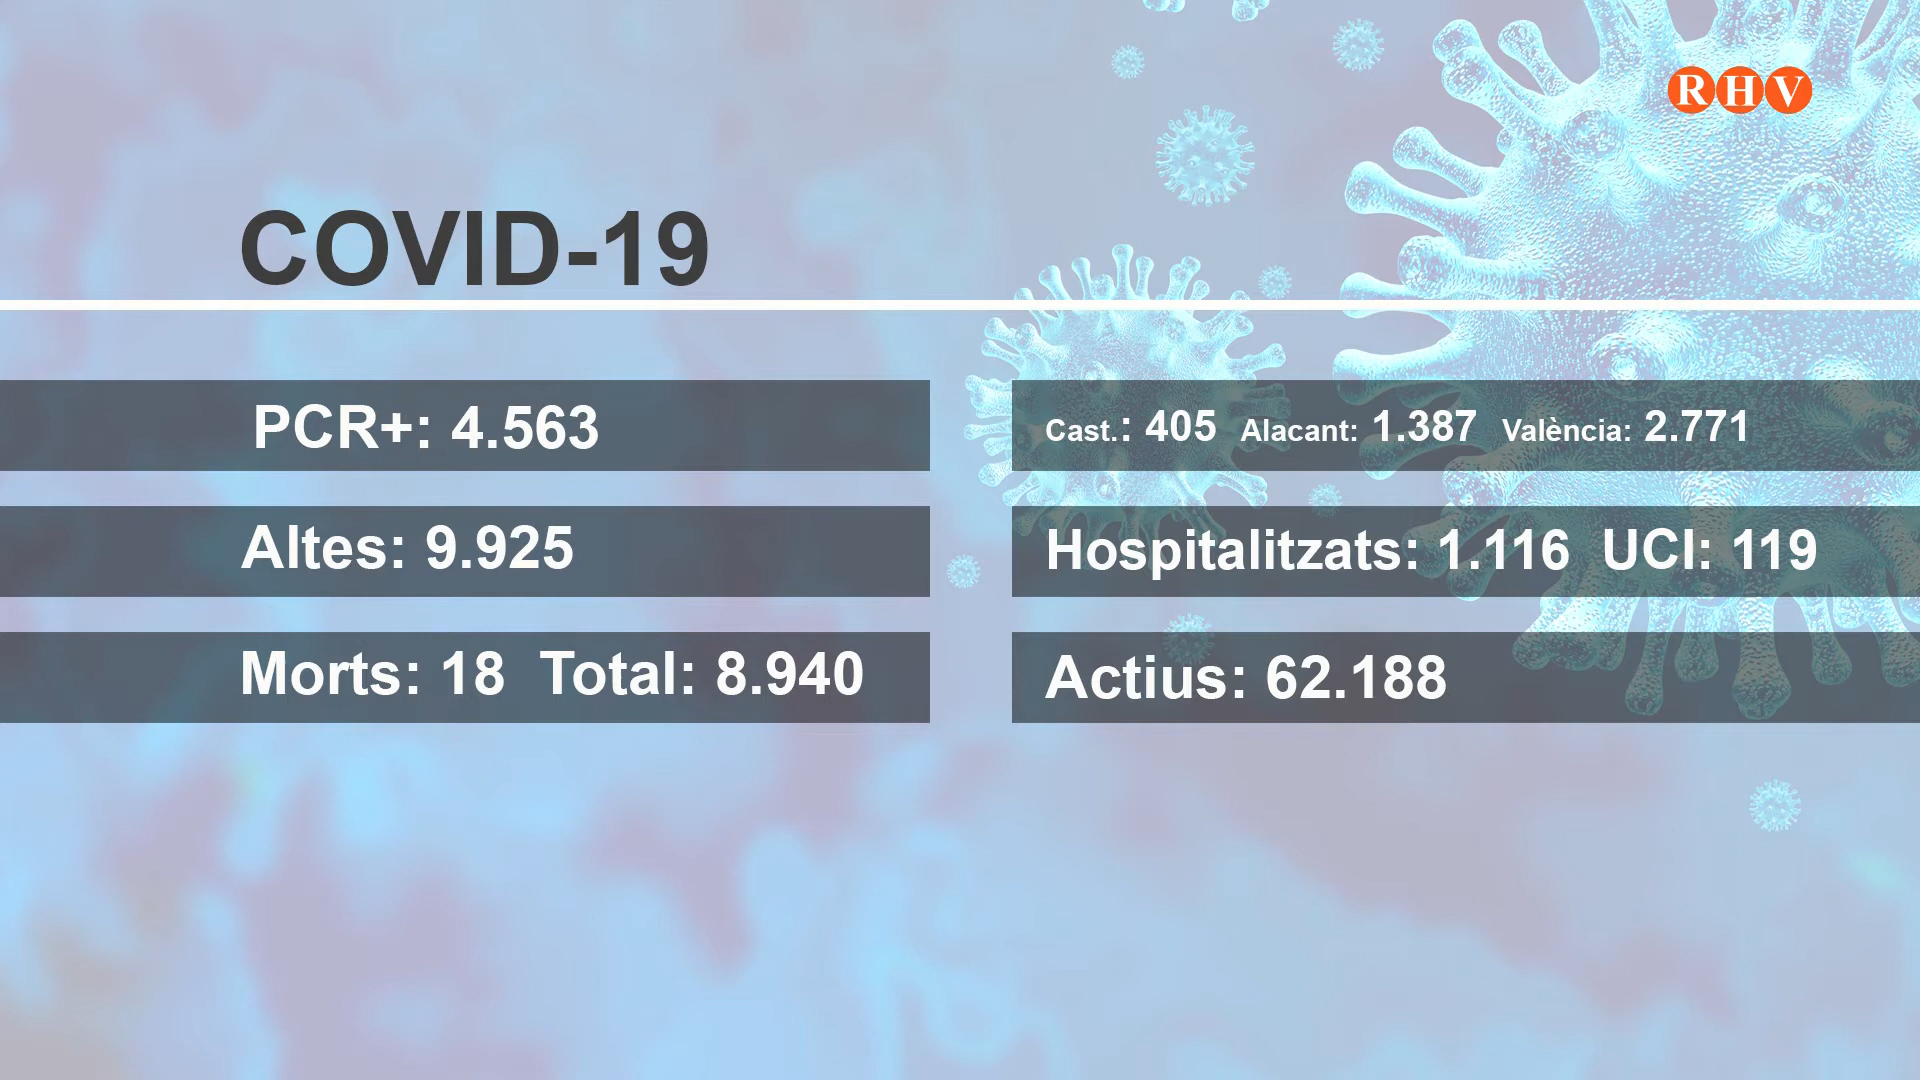 RHV
COVID-19
PCR+: 4.563
Cast.: 405 Alacant: 1.387 València: 2.771
Altes: 9.925
Hospitalitzats: 1.116 UCI: 119
Morts: 18 Total: 8.940
Actius: 62.188